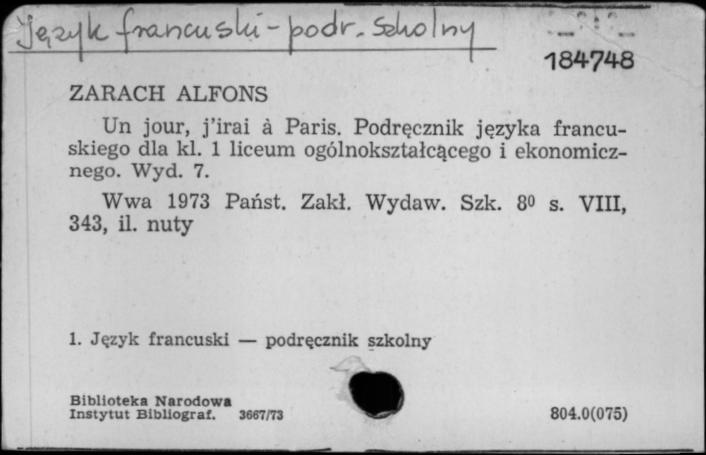 Język francuski - podr. szkolny
184748
ZARACH ALFONS
Un jour, j'irai à Paris. Podręcznik języka francu-
skiego dla kl. 1 liceum ogólnokształcącego i ekonomicz-
nego. Wyd. 7.
Wwa 1973 Państ. Zakł. Wydaw. Szk. 8⁰ s. VIII,
343, il. nuty
1. Język francuski — podręcznik szkolny
Biblioteka Narodowa
Instytut Bibliograf. 3667/73
804.0(075)